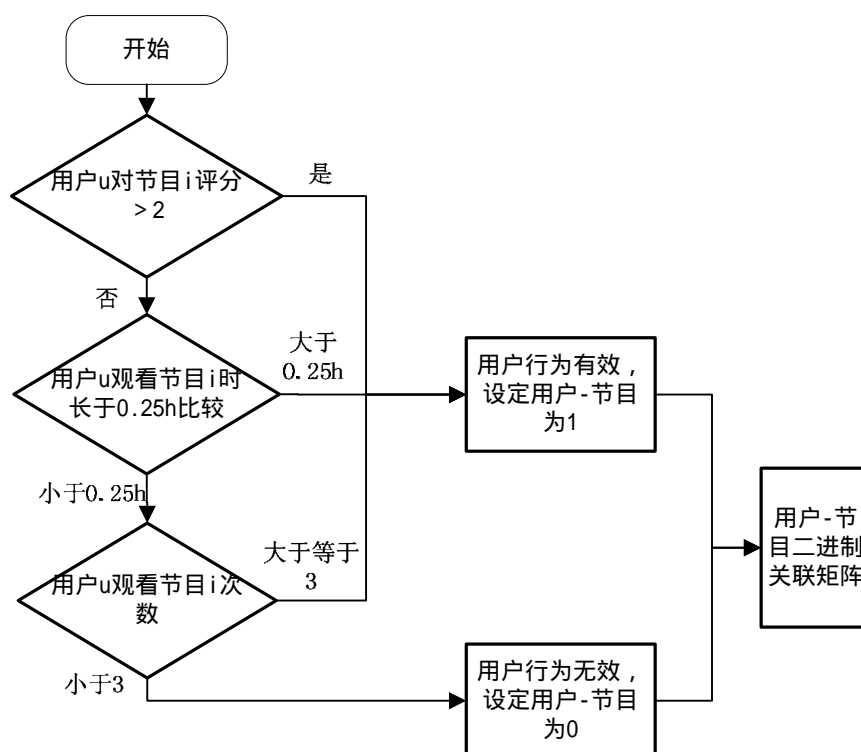 开始
用户u对节目i评分
>2
是
否
用户u观看节目i时
长于0.25h比较
大于
0.25h
用户行为有效，
设定用户-节目
为1
小于0.25h
用户u观看节目i次
数
大于等于
3
用户-节
目二进制
关联矩阵
小于3
用户行为无效，
设定用户-节目
为0